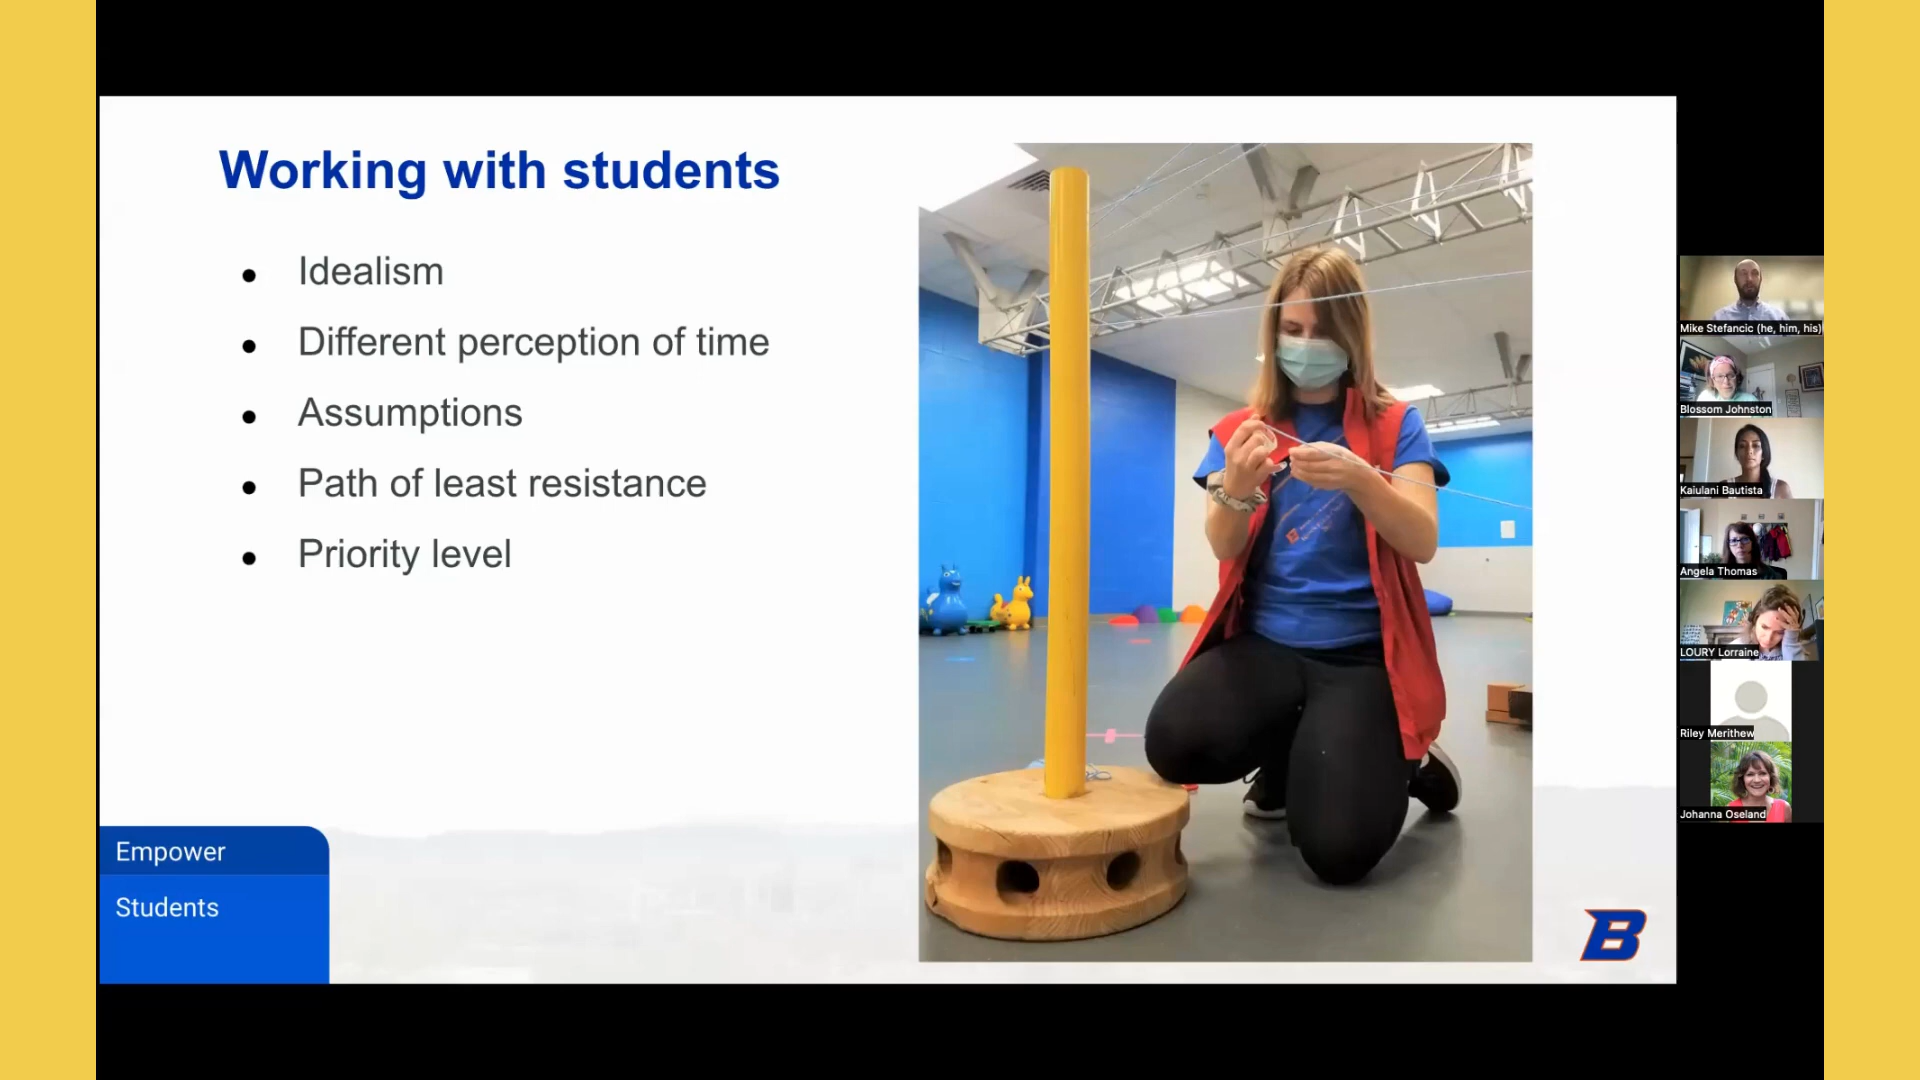 Working with students
Idealism
Different perception of time
Assumptions
Path of least resistance
Priority level
Empower
Students
B
Mike Stefancic (he, him, his)
Blossom Johnston
Kaiulani Bautista
Angela Thomas
LOURY Lorraine
Riley Merithew
Johanna Oseland